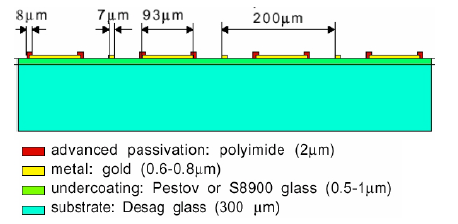 8μm 7μm 93μm 200μm
advanced passivation: polyimide (2μm)
metal: gold (0.6-0.8μm)
undercoating: Pestov or S8900 glass (0.5-1μm)
substrate: Desag glass (300 μm)